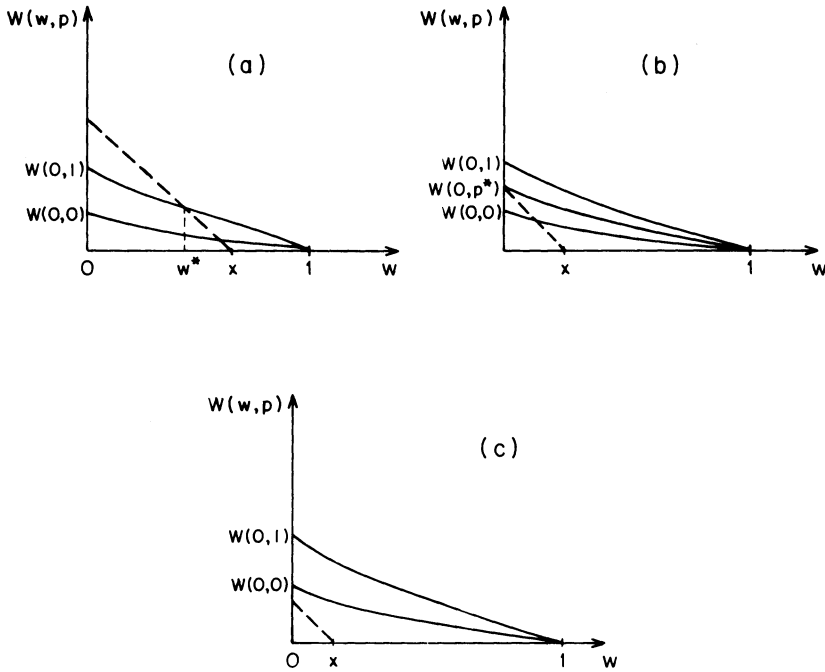 W(w,p)
(a)
W(0,1)
W(0,0)
0
w*
x
1
w
W(w,p)
(b)
W(0,1)
W(0,p*)
W(0,0)
x
1
w
W(w,p)
(c)
W(0,1)
W(0,0)
0
x
1
w